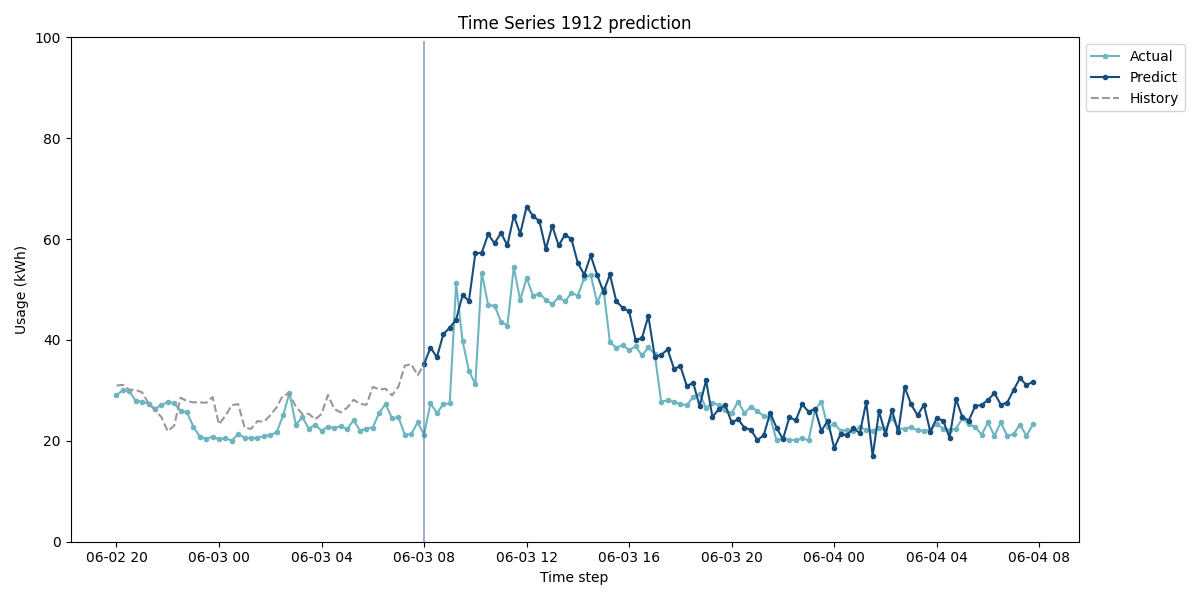 Time Series 1912 prediction
100
80
60
40
20
0
Usage (kWh)
06-02 20
06-03 00
06-03 04
06-03 08
06-03 12
06-03 16
06-03 20
06-04 00
06-04 04
06-04 08
Time step
Actual
Predict
History